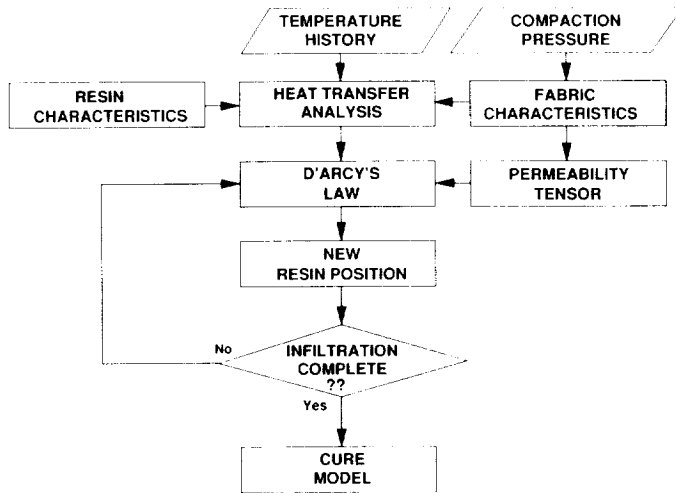 TEMPERATURE
HISTORY
COMPACTION
PRESSURE
RESIN
CHARACTERISTICS
HEAT TRANSFER
ANALYSIS
FABRIC
CHARACTERISTICS
D'ARCY'S
LAW
PERMEABILITY
TENSOR
NEW
RESIN POSITION
No
INFILTRATION
COMPLETE
??
Yes
CURE
MODEL